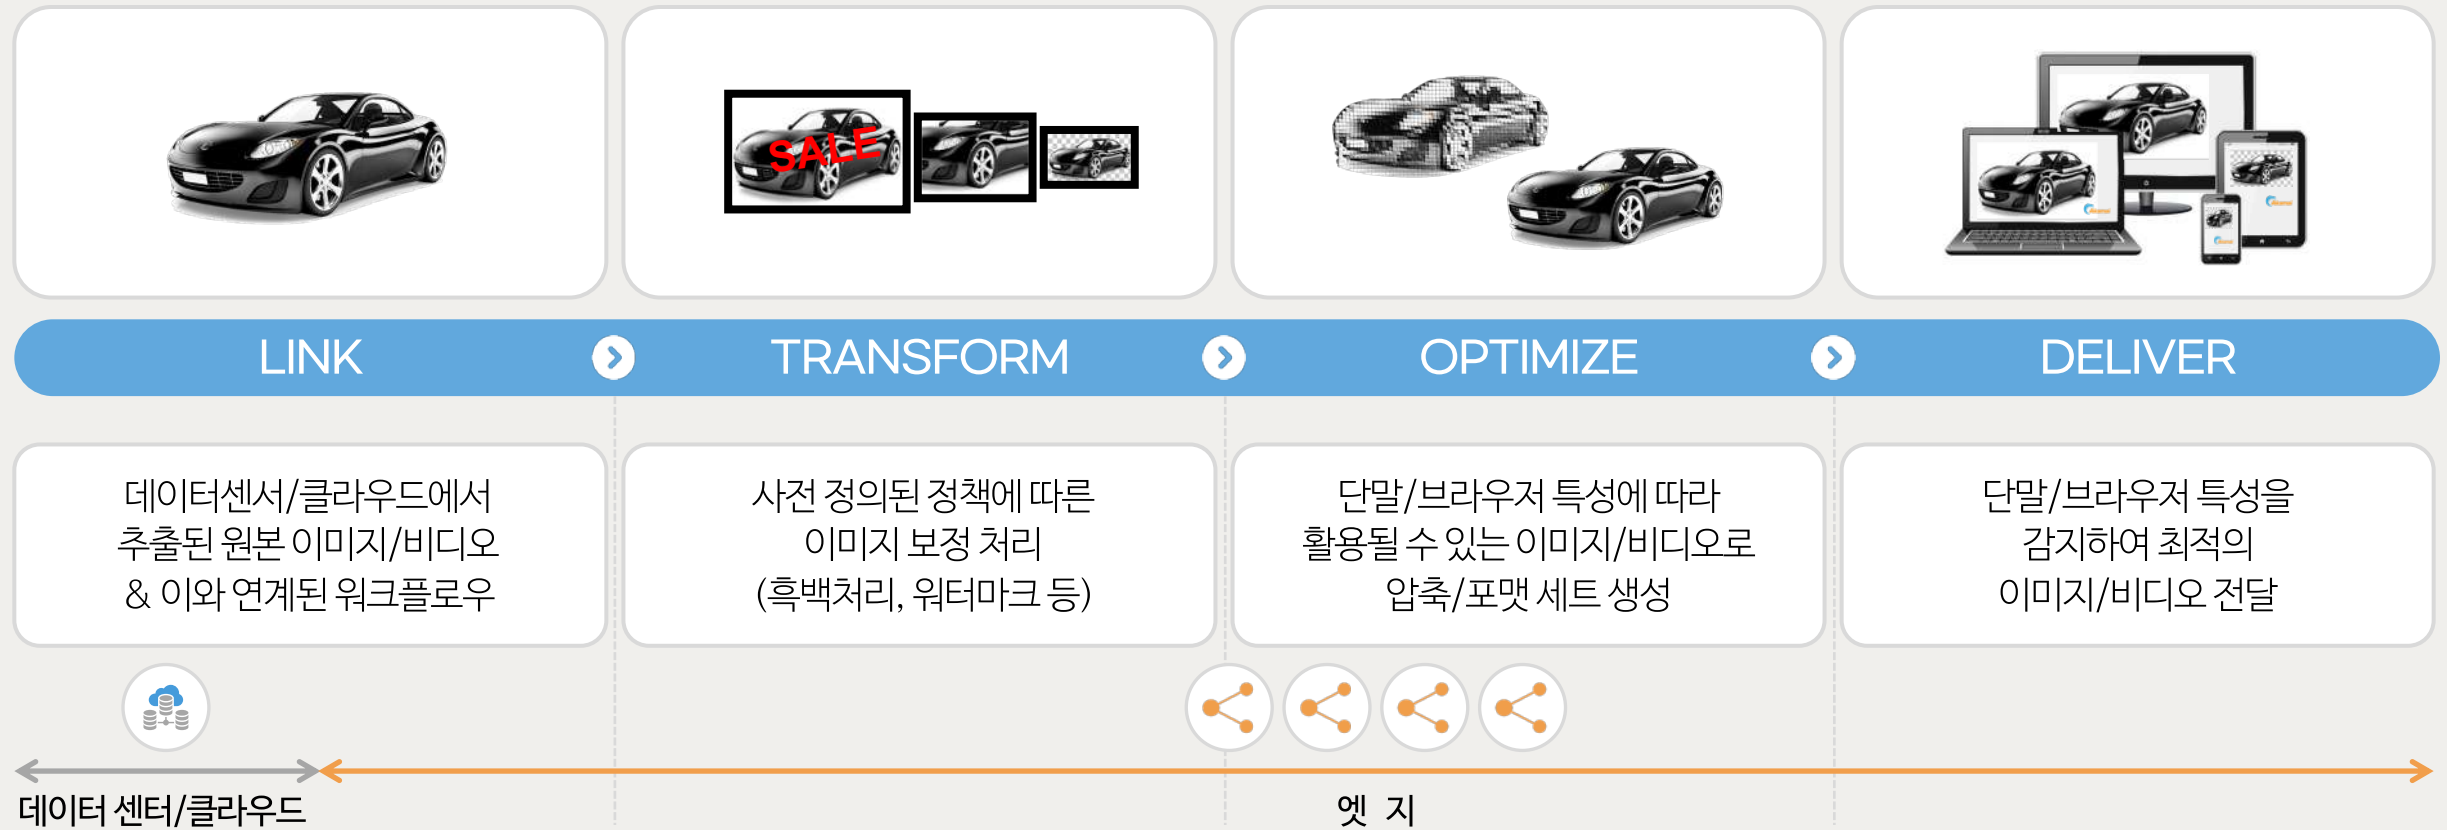 SALE
LINK
TRANSFORM
OPTIMIZE
DELIVER
데이터센서/클라우드에서
추출된 원본 이미지/비디오
& 이와 연계된 워크플로우
사전 정의된 정책에 따른
이미지 보정 처리
(흑백처리, 워터마크 등)
단말/브라우저 특성에 따라
활용될 수 있는 이미지/비디오로
압축/포맷 세트 생성
단말/브라우저 특성을
감지하여 최적의
이미지/비디오 전달
데이터 센터/클라우드
엣 지